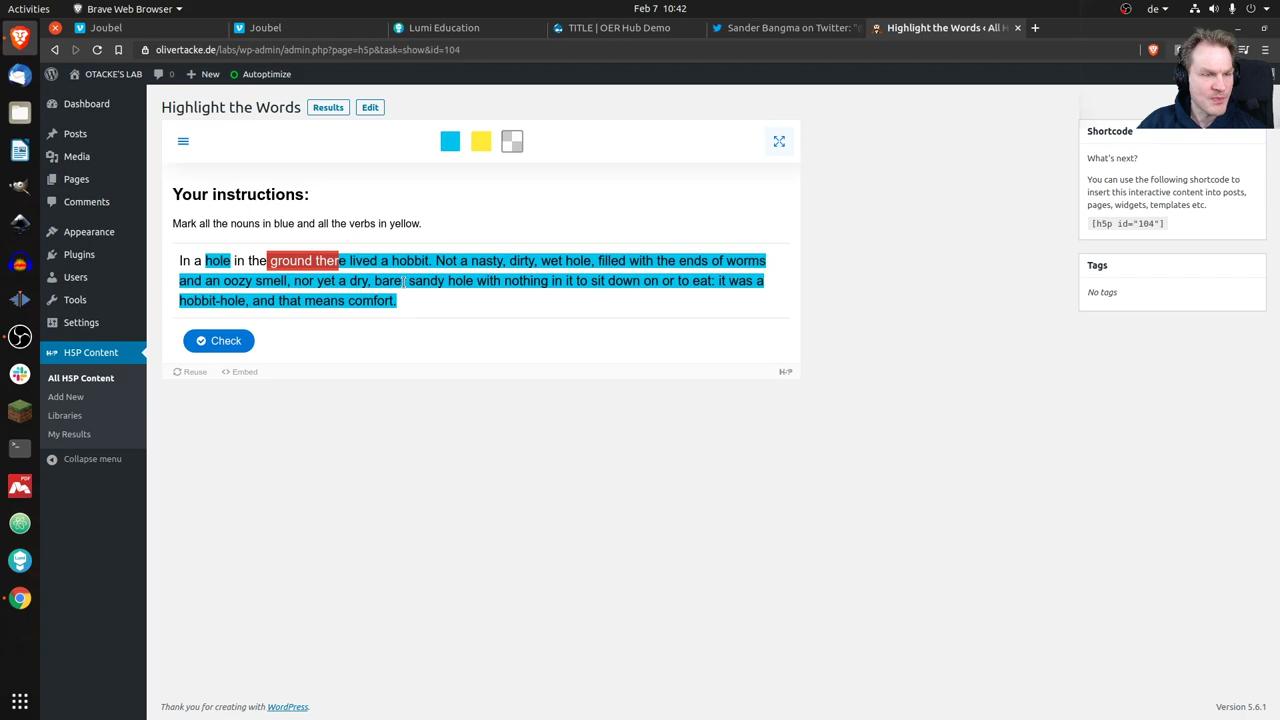 Activities
Brave Web Browser
Feb 7 10:42
de
Joubel
Joubel
Lumi Education
TITLE | OER Hub Demo
Sander Bangma on Twitter: "
Highlight the Words ‹ All H
olivertacke.de/labs/wp-admin/admin.php?page=h5p&task=show&id=104
OTACKE'S LAB
0
New
Autoptimize
Dashboard
Posts
Media
Pages
Comments
Appearance
Plugins
Users
Tools
Settings
H5P Content
All H5P Content
Add New
Libraries
My Results
Collapse menu
Highlight the Words
Results
Edit
Your instructions:
Mark all the nouns in blue and all the verbs in yellow.
In a hole in the ground there lived a hobbit. Not a nasty, dirty, wet hole, filled with the ends of worms
and an oozy smell, nor yet a dry, bare, sandy hole with nothing in it to sit down on or to eat: it was a
hobbit-hole, and that means comfort.
Check
Reuse
Embed
H5P
Shortcode
What's next?
You can use the following shortcode to
insert this interactive content into posts,
pages, widgets, templates etc.
[h5p id="104"]
Tags
No tags
Thank you for creating with WordPress.
Version 5.6.1